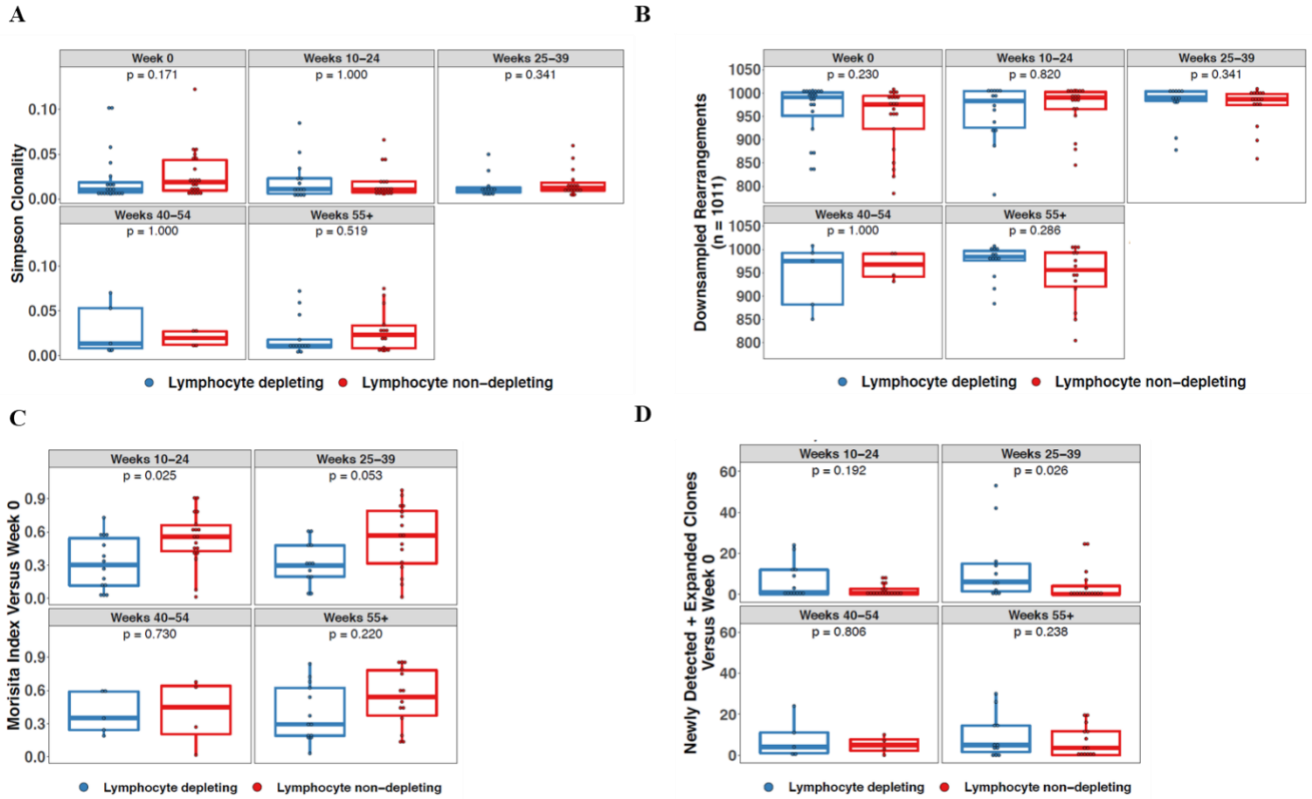 A
Week 0
Weeks 10–24
Weeks 25–39
p = 0.171
p = 1.000
p = 0.341
0.10
0.05
0.00
Weeks 40–54
Weeks 55+
p = 1.000
p = 0.519
0.10
0.05
0.00
Simpson Clonality
Lymphocyte depleting
Lymphocyte non–depleting
B
Week 0
Weeks 10–24
Weeks 25–39
p = 0.230
p = 0.820
p = 0.341
1050
1000
950
900
850
800
Weeks 40–54
Weeks 55+
p = 1.000
p = 0.286
1050
1000
950
900
850
800
Downsampled Rearrangements
(n = 1011)
Lymphocyte depleting
Lymphocyte non–depleting
C
Weeks 10–24
Weeks 25–39
p = 0.025
p = 0.053
0.9
0.6
0.3
0.0
Weeks 40–54
Weeks 55+
p = 0.730
p = 0.220
0.9
0.6
0.3
0.0
Morisita Index Versus Week 0
Lymphocyte depleting
Lymphocyte non–depleting
D
Weeks 10–24
Weeks 25–39
p = 0.192
p = 0.026
60
40
20
0
Weeks 40–54
Weeks 55+
p = 0.806
p = 0.238
60
40
20
0
Newly Detected + Expanded Clones
Versus Week 0
Lymphocyte depleting
Lymphocyte non–depleting